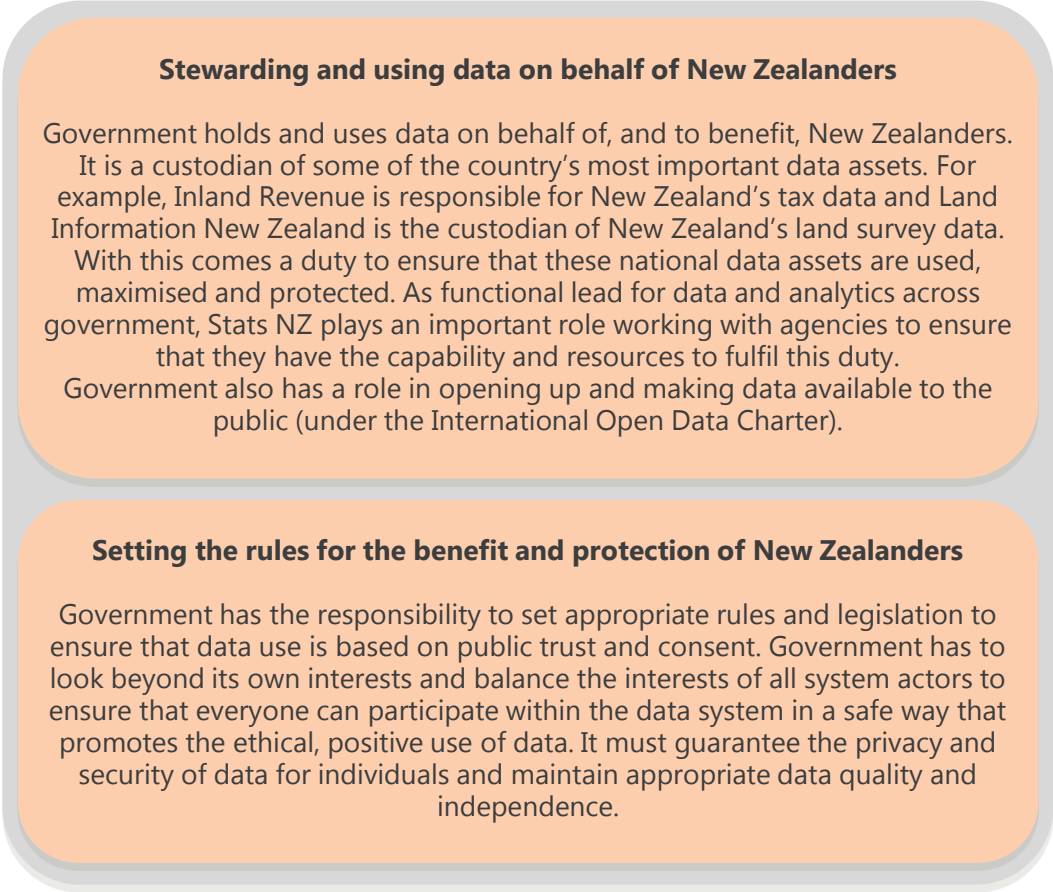 Stewarding and using data on behalf of New Zealanders
Government holds and uses data on behalf of, and to benefit, New Zealanders.
It is a custodian of some of the country’s most important data assets. For
example, Inland Revenue is responsible for New Zealand’s tax data and Land
Information New Zealand is the custodian of New Zealand’s land survey data.
With this comes a duty to ensure that these national data assets are used,
maximised and protected. As functional lead for data and analytics across
government, Stats NZ plays an important role working with agencies to ensure
that they have the capability and resources to fulfil this duty.
Government also has a role in opening up and making data available to the
public (under the International Open Data Charter).
Setting the rules for the benefit and protection of New Zealanders
Government has the responsibility to set appropriate rules and legislation to
ensure that data use is based on public trust and consent. Government has to
look beyond its own interests and balance the interests of all system actors to
ensure that everyone can participate within the data system in a safe way that
promotes the ethical, positive use of data. It must guarantee the privacy and
security of data for individuals and maintain appropriate data quality and
independence.